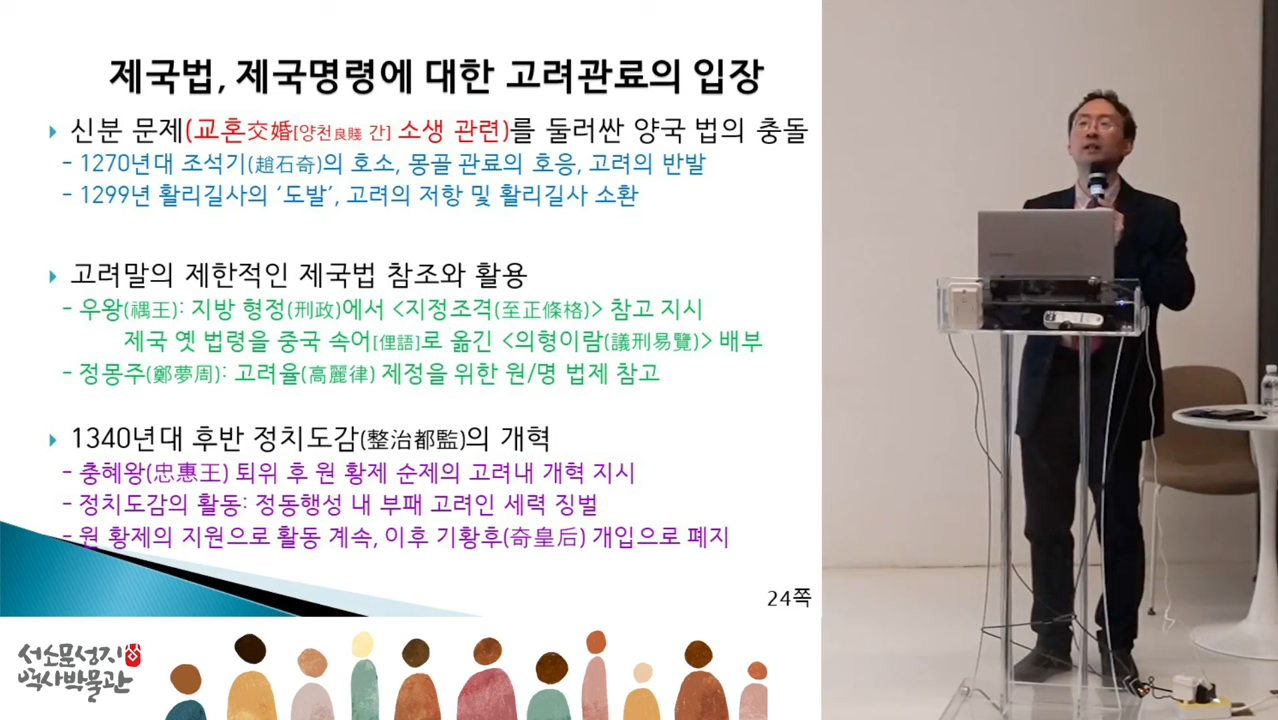 제국법, 제국명령에 대한 고려관료의 입장
신분 문제(교혼交婚[양천良賤 간] 소생 관련)를 둘러싼 양국 법의 충돌
- 1270년대 조석기(趙石奇)의 호소, 몽골 관료의 호응, 고려의 반발
- 1299년 활리길사의 '도발', 고려의 저항 및 활리길사 소환
고려말의 제한적인 제국법 참조와 활용
- 우왕(禑王): 지방 형정(刑政)에서 <지정조격(至正條格)> 참고 지시
제국 옛 법령을 중국 속어[俚語]로 옮긴 <의형이람(議刑易覽)> 배부
- 정몽주(鄭夢周): 고려율(高麗律) 제정을 위한 원/명 법제 참고
1340년대 후반 정치도감(整治都監)의 개혁
- 충혜왕(忠惠王) 퇴위 후 원 황제 순제의 고려내 개혁 지시
- 정치도감의 활동: 정동행성 내 부패 고려인 세력 징벌
- 원 황제의 지원으로 활동 계속, 이후 기황후(奇皇后) 개입으로 폐지
24쪽
서소문성지
역사박물관